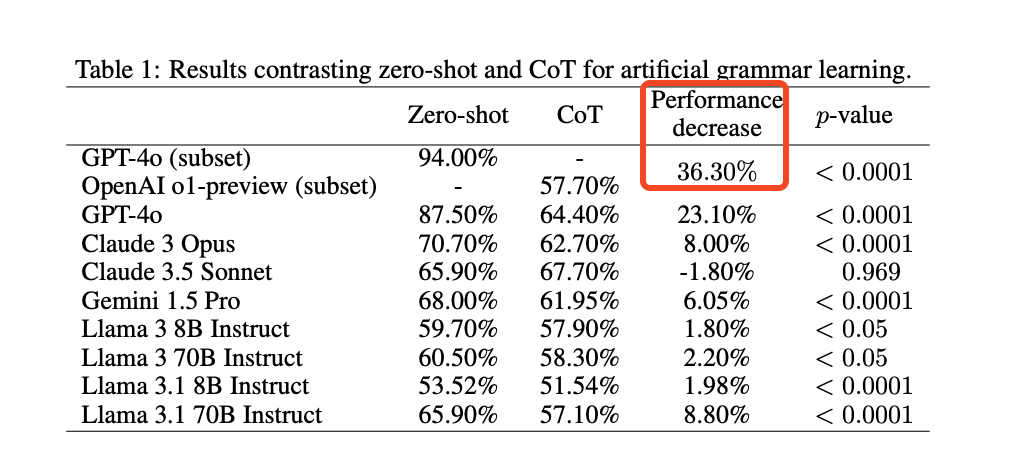 Table 1: Results contrasting zero-shot and CoT for artificial grammar learning.
Zero-shot CoT Performance decrease p-value
GPT-4o (subset) 94.00% -
OpenAI o1-preview (subset) - 57.70% 36.30% < 0.0001
GPT-4o 87.50% 64.40% 23.10% < 0.0001
Claude 3 Opus 70.70% 62.70% 8.00% < 0.0001
Claude 3.5 Sonnet 65.90% 67.70% -1.80% 0.969
Gemini 1.5 Pro 68.00% 61.95% 6.05% < 0.0001
Llama 3 8B Instruct 59.70% 57.90% 1.80% < 0.05
Llama 3 70B Instruct 60.50% 58.30% 2.20% < 0.05
Llama 3.1 8B Instruct 53.52% 51.54% 1.98% < 0.0001
Llama 3.1 70B Instruct 65.90% 57.10% 8.80% < 0.0001